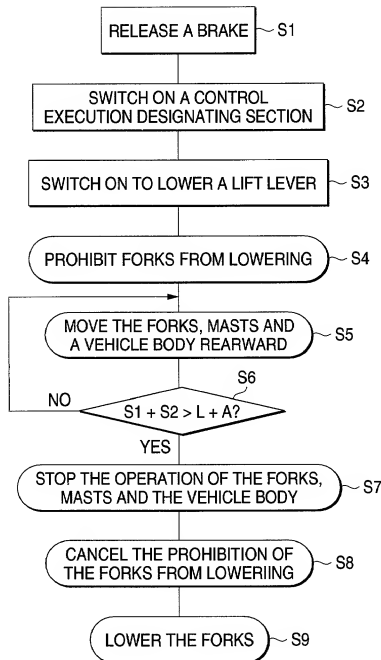 RELEASE A BRAKE
S1
SWITCH ON A CONTROL
EXECUTION DESIGNATING SECTION
S2
SWITCH ON TO LOWER A LIFT LEVER
S3
PROHIBIT FORKS FROM LOWERING
S4
MOVE THE FORKS, MASTS AND
A VEHICLE BODY REARWARD
S5
S6
NO
S1 + S2 > L + A?
YES
STOP THE OPERATION OF THE FORKS,
MASTS AND THE VEHICLE BODY
S7
CANCEL THE PROHIBITION OF
THE FORKS FROM LOWERIING
S8
LOWER THE FORKS
S9